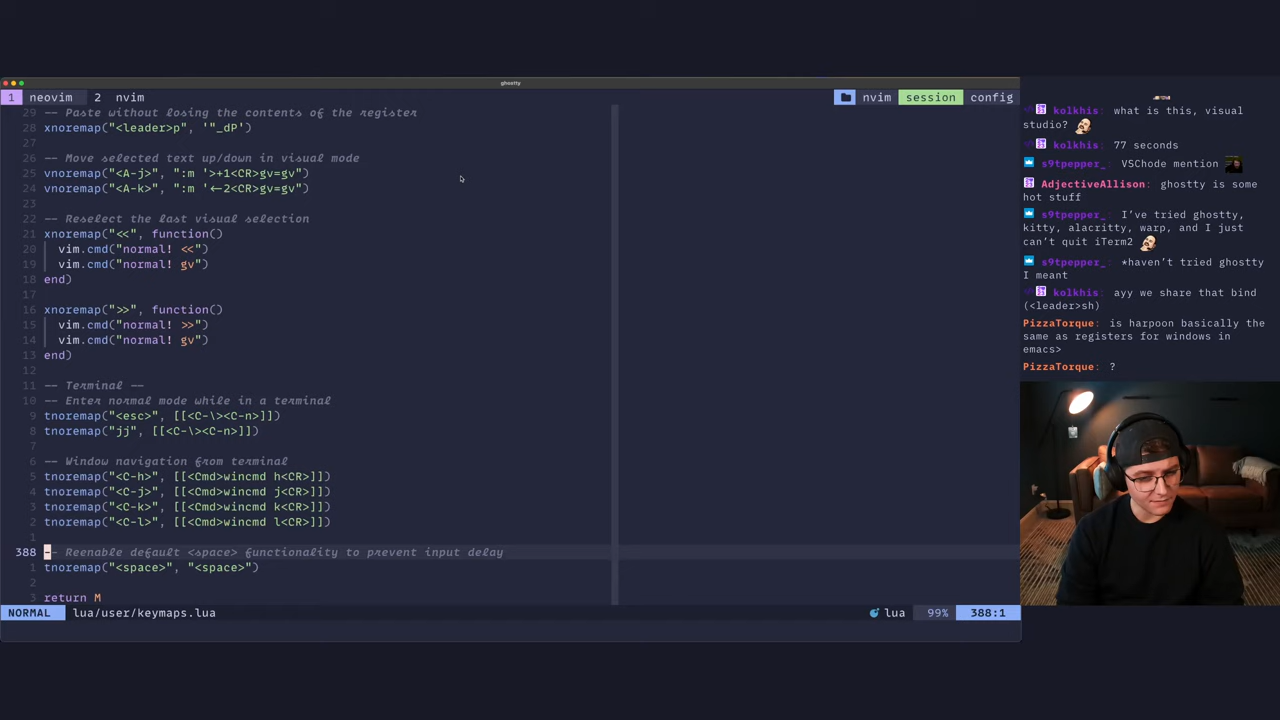 ghostty
1 neovim 2 nvim nvim session config
29 -- Paste without losing the contents of the register
28 xnoremap("<leader>p", '"_dP')
27
26 -- Move selected text up/down in visual mode
25 vnoremap("<A-j>", ":m '>+1<CR>gv=gv")
24 vnoremap("<A-k>", ":m '<-2<CR>gv=gv")
23
22 -- Reselect the last visual selection
21 xnoremap("<<", function()
20 vim.cmd("normal! <<")
19 vim.cmd("normal! gv")
18 end)
17
16 xnoremap(">>", function()
15 vim.cmd("normal! >>")
14 vim.cmd("normal! gv")
13 end)
12
11 -- Terminal --
10 -- Enter normal mode while in a terminal
9 tnoremap("<esc>", [[<C-\><C-n>]])
8 tnoremap("jj", [[<C-\><C-n>]])
7
6 -- Window navigation from terminal
5 tnoremap("<C-h>", [[<Cmd>wincmd h<CR>]])
4 tnoremap("<C-j>", [[<Cmd>wincmd j<CR>]])
3 tnoremap("<C-k>", [[<Cmd>wincmd k<CR>]])
2 tnoremap("<C-l>", [[<Cmd>wincmd l<CR>]])
1
388 -- Reenable default <space> functionality to prevent input delay
1 tnoremap("<space>", "<space>")
2
3 return M
NORMAL lua/user/keymaps.lua lua 99% 388:1
kolkhis: what is this, visual
studio?
kolkhis: 77 seconds
s9tpepper_: VSChode mention
AdjectiveAllison: ghostty is some
hot stuff
s9tpepper_: I've tried ghostty,
kitty, alacritty, warp, and I just
can't quit iTerm2
s9tpepper_: *haven't tried ghostty
I meant
kolkhis: ayy we share that bind
(<leader>sh)
PizzaTorque: is harpoon basically the
same as registers for windows in
emacs>
PizzaTorque: ?